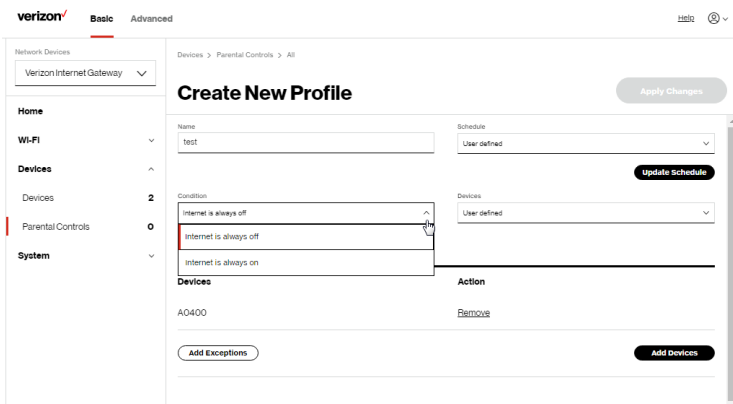 verizon✓ Basic Advanced Help
Network Devices
Verizon Internet Gateway
Home
Wi-Fi
Devices
Devices 2
Parental Controls 0
System
Devices > Parental Controls > All
Create New Profile
Apply Changes
Name
test
Schedule
User defined
Update Schedule
Condition
Internet is always off
Internet is always off
Internet is always on
Devices
User defined
Devices Action
A0400 Remove
Add Exceptions Add Devices